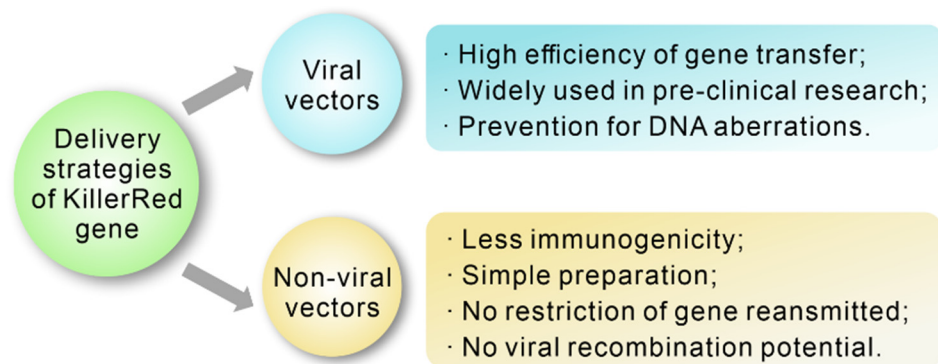 Delivery
strategies
of KillerRed
gene
Viral
vectors
· High efficiency of gene transfer;
· Widely used in pre-clinical research;
· Prevention for DNA aberrations.
Non-viral
vectors
· Less immunogenicity;
· Simple preparation;
· No restriction of gene reansmitted;
· No viral recombination potential.